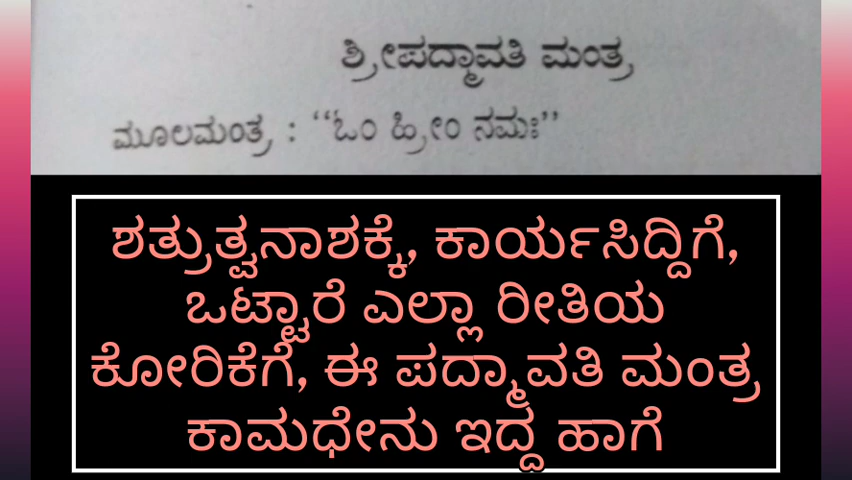 ಶ್ರೀಪದ್ಮಾವತಿ ಮಂತ್ರ
ಮೂಲಮಂತ್ರ : “ಓಂ ಹ್ರೀಂ ನಮಃ”
ಶತ್ರುತ್ವನಾಶಕ್ಕೆ, ಕಾರ್ಯಸಿದ್ದಿಗೆ,
ಒಟ್ಟಾರೆ ಎಲ್ಲಾ ರೀತಿಯ
ಕೋರಿಕೆಗೆ, ಈ ಪದ್ಮಾವತಿ ಮಂತ್ರ
ಕಾಮಧೇನು ಇದ್ದ ಹಾಗೆ